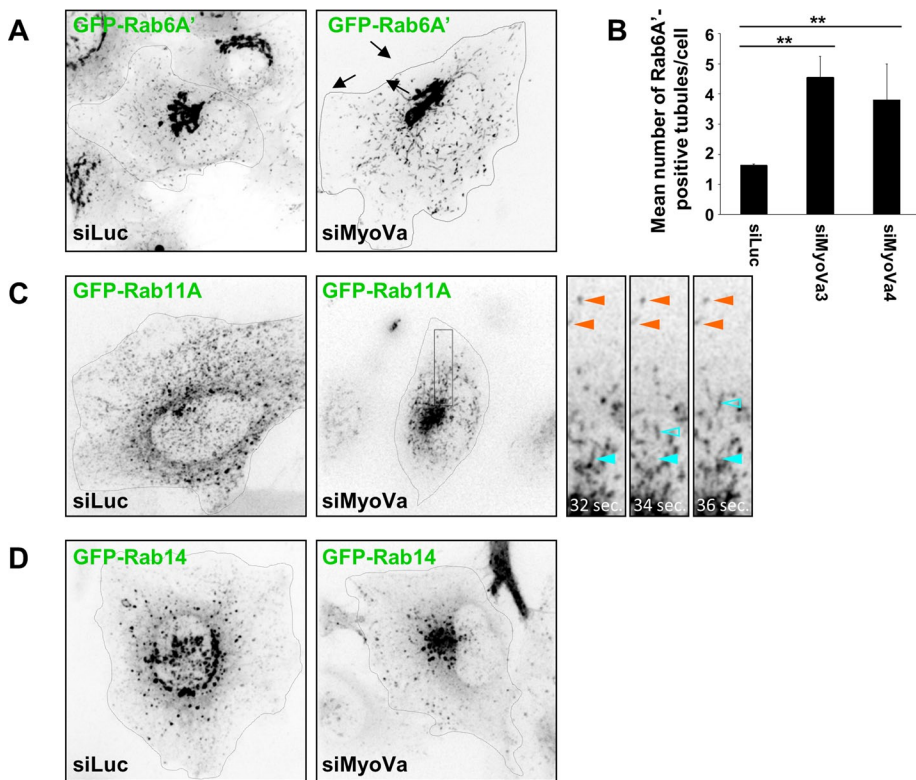 A
GFP-Rab6A'
siLuc
GFP-Rab6A'
siMyoVa
B
Mean number of Rab6A'-
positive tubules/cell
6
5
4
3
2
1
0
**
**
siLuc
siMyoVa3
siMyoVa4
C
GFP-Rab11A
siLuc
GFP-Rab11A
siMyoVa
32 sec.
34 sec.
36 sec.
D
GFP-Rab14
siLuc
GFP-Rab14
siMyoVa